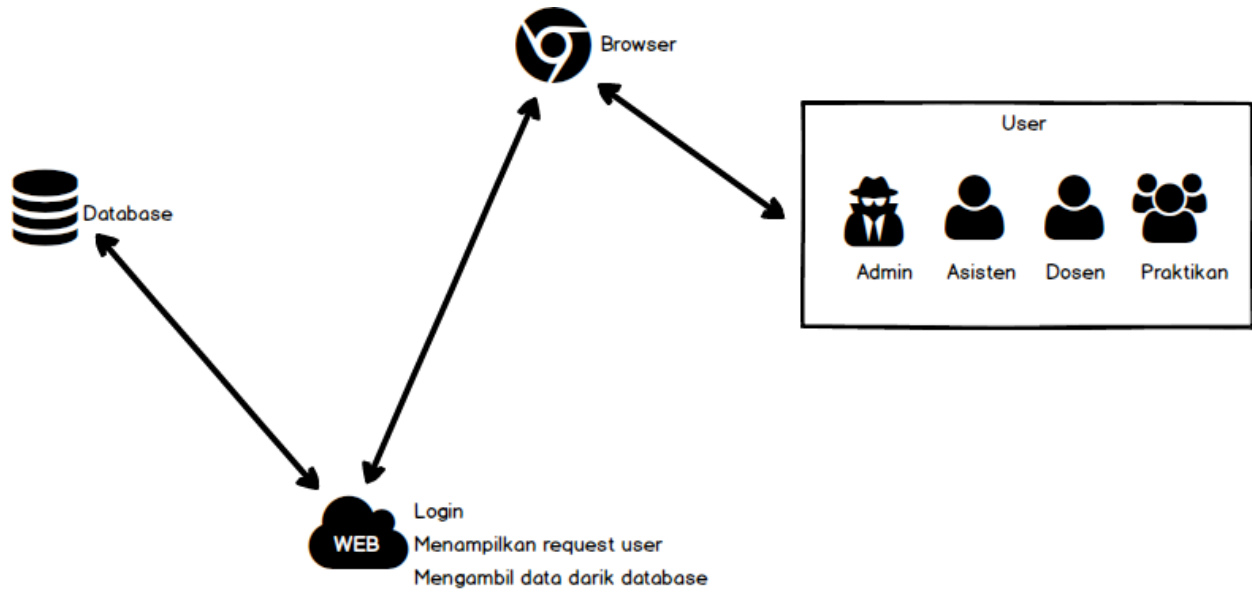 Browser
User
Database
Admin
Asisten
Dosen
Praktikan
WEB
Login
Menampilkan request user
Mengambil data darik database